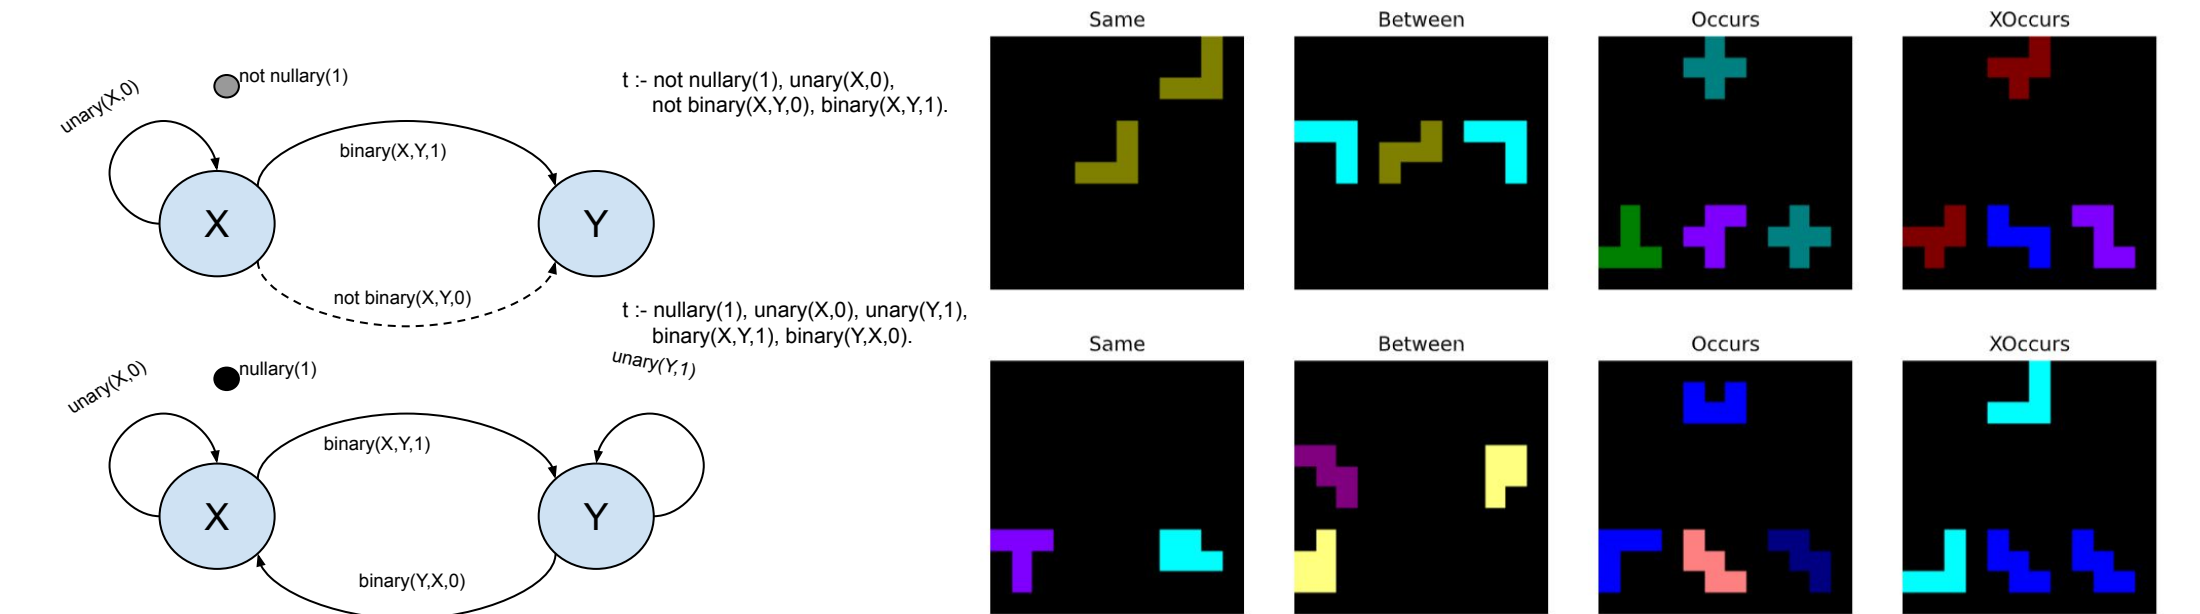 not nullary(1)
unary(X,0)
binary(X,Y,1)
X
Y
not binary(X,Y,0)
t :- not nullary(1), unary(X,0),
not binary(X,Y,0), binary(X,Y,1).
t :- nullary(1), unary(X,0), unary(Y,1),
binary(X,Y,1), binary(Y,X,0).
nullary(1)
unary(X,0)
unary(Y,1)
binary(X,Y,1)
X
Y
binary(Y,X,0)
Same
Between
Occurs
XOccurs
Same
Between
Occurs
XOccurs